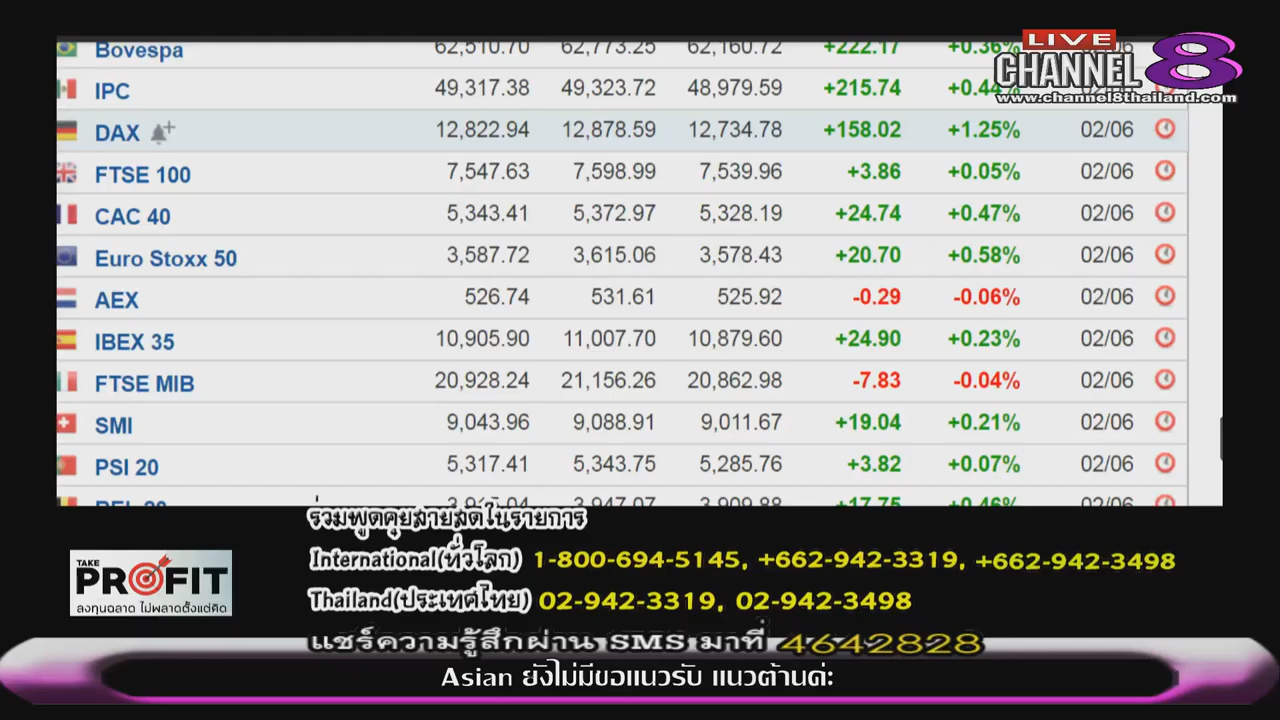 Bovespa 62,510.70 62,773.25 62,160.72 +222.17 +0.36%
LIVE
CHANNEL 8
www.channel8thailand.com
IPC 49,317.38 49,323.72 48,979.59 +215.74
DAX 12,822.94 12,878.59 12,734.78 +158.02 +1.25% 02/06
FTSE 100 7,547.63 7,598.99 7,539.96 +3.86 +0.05% 02/06
CAC 40 5,343.41 5,372.97 5,328.19 +24.74 +0.47% 02/06
Euro Stoxx 50 3,587.72 3,615.06 3,578.43 +20.70 +0.58% 02/06
AEX 526.74 531.61 525.92 -0.29 -0.06% 02/06
IBEX 35 10,905.90 11,007.70 10,879.60 +24.90 +0.23% 02/06
FTSE MIB 20,928.24 21,156.26 20,862.98 -7.83 -0.04% 02/06
SMI 9,043.96 9,088.91 9,011.67 +19.04 +0.21% 02/06
PSI 20 5,317.41 5,343.75 5,285.76 +3.82 +0.07% 02/06
ร่วมพูดคุยสายสดในรายการ
International(ทั่วโลก) 1-800-694-5145, +662-942-3319, +662-942-3498
TAKE
PROFIT
ลงทุนฉลาด ไม่พลาดตั้งแต่คิด
Thailand(ประเทศไทย) 02-942-3319, 02-942-3498
แชร์ความรู้สึกผ่าน SMS มาที่ 4642828
Asian ยังไม่มีขอแนวรับ แนวต้านค่ะ